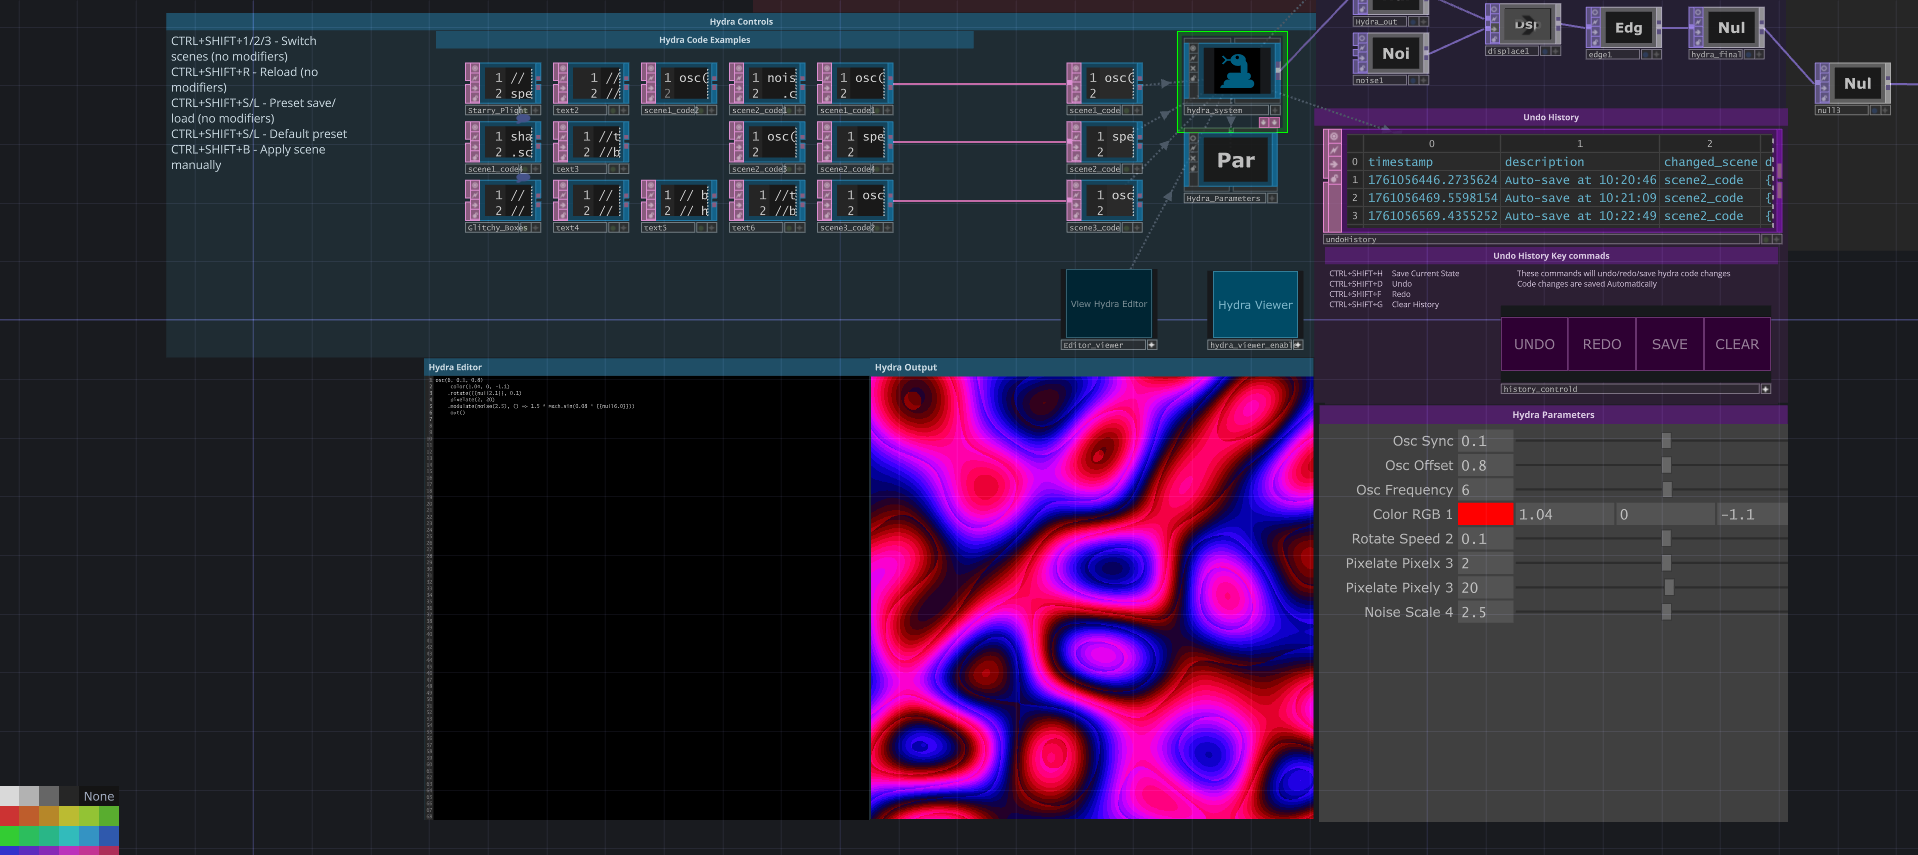 Hydra Controls
CTRL+SHIFT+1/2/3 - Switch
scenes (no modifiers)
CTRL+SHIFT+R - Reload (no
modifiers)
CTRL+SHIFT+S/L - Preset save/
load (no modifiers)
CTRL+SHIFT+S/L - Default preset
CTRL+SHIFT+B - Apply scene
manually
Hydra Code Examples
1 //
2 spe
1 //
2 //
text2
1 osc(
2
scene1_code2
1 nois
2 .c
scene2_code1
1 osc(
2
scene1_code1
1 osc(
2
scene1_code
hydra_system
1 sha
2 .sc
scene1_code4
1 //t
2 //b
text3
1 osc(
2
scene2_code3
1 spe
2
scene2_code4
1 spe
2
scene2_code
Par
Hydra_Parameters
1 //
2 //
Glitchy_Boxes
1 //
2 //
text4
1 // b
2 // h
text5
1 //t
2 //b
text6
1 osc
2
scene3_code2
1 osc
2
scene3_code
View Hydra Editor
Editor_viewer
Hydra Viewer
Hydra_out
Noi
noise1
displace1
Edg
edge1
Nul
hydra_final
Nul
null3
Undo History
0 1 2
0 timestamp description changed_scene d
1 1761056446.2735624 Auto-save at 10:20:46 scene2_code {
2 1761056469.5598154 Auto-save at 10:21:09 scene2_code {
3 1761056569.4355252 Auto-save at 10:22:49 scene2_code {
undoHistory
Undo History Key commads
CTRL+SHIFT+H Save Current State
CTRL+SHIFT+D Undo
CTRL+SHIFT+F Redo
CTRL+SHIFT+G Clear History
These commands will undo/redo/save hydra code changes
Code changes are saved Automatically
UNDO REDO SAVE CLEAR
history_controld
Hydra Editor
Hydra Output
Hydra Parameters
Osc Sync 0.1
Osc Offset 0.8
Osc Frequency 6
Color RGB 1 1.04 0 -1.1
Rotate Speed 2 0.1
Pixelate Pixelx 3 2
Pixelate Pixely 3 20
Noise Scale 4 2.5
None